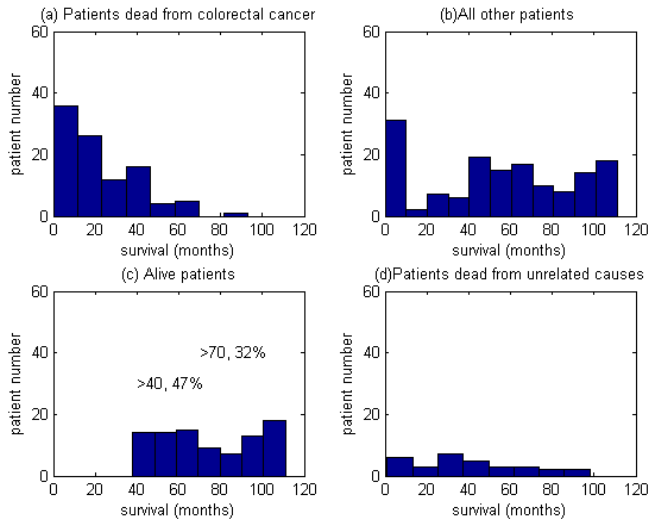 (a) Patients dead from colorectal cancer
60
40
20
0
patient number
0 20 40 60 80 100 120
survival (months)
(b)All other patients
60
40
20
0
patient number
0 20 40 60 80 100 120
survival (months)
(c) Alive patients
60
40
20
0
patient number
>70, 32%
>40, 47%
0 20 40 60 80 100 120
survival (months)
(d)Patients dead from unrelated causes
60
40
20
0
patient number
0 20 40 60 80 100 120
survival (months)